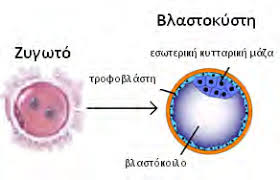 Βλαστοκύστη
Ζυγωτό
εσωτερική κυτταρική μάζα
τροφοβλάστη
βλαστόκοιλο